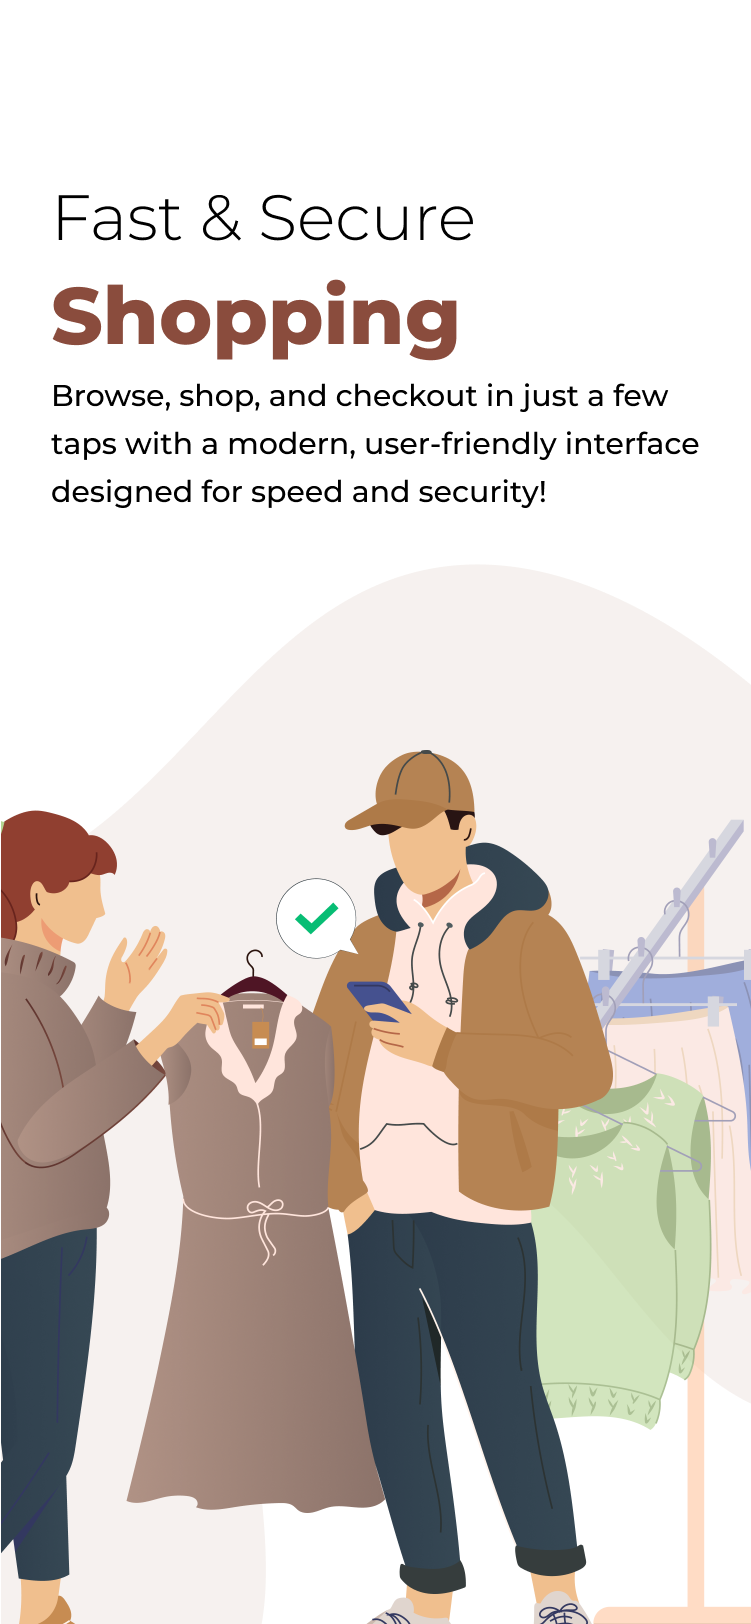 Fast & Secure
Shopping
Browse, shop, and checkout in just a few
taps with a modern, user-friendly interface
designed for speed and security!